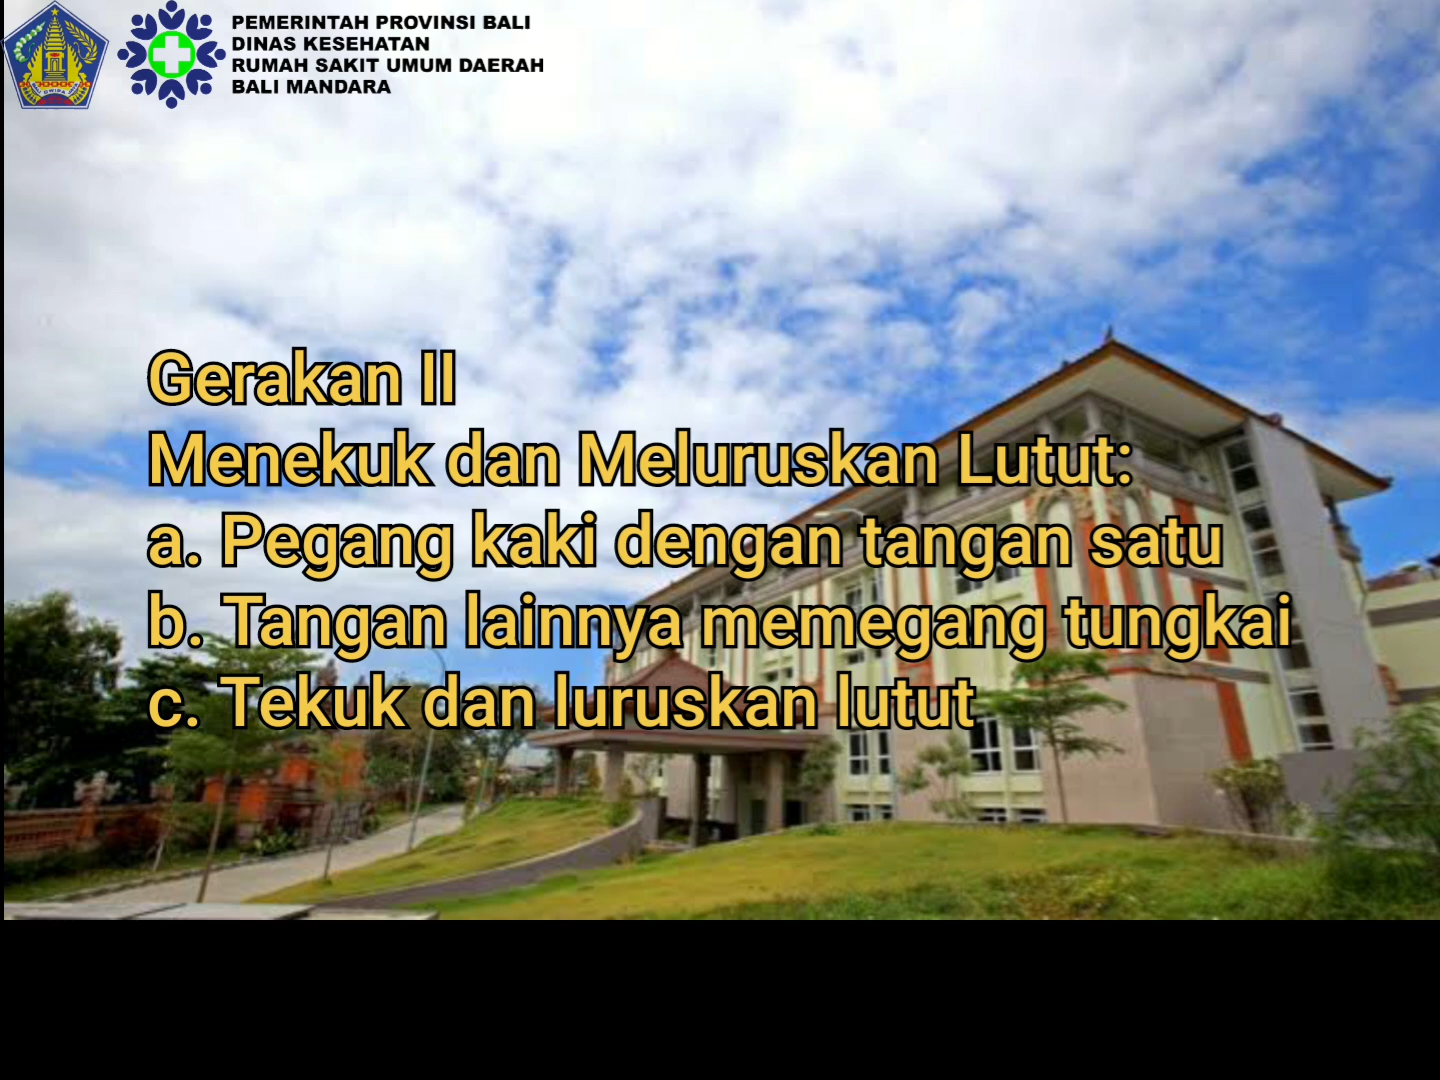 PEMERINTAH PROVINSI BALI
DINAS KESEHATAN
RUMAH SAKIT UMUM DAERAH
BALI MANDARA
Gerakan II
Menekuk dan Meluruskan Lutut:
a. Pegang kaki dengan tangan satu
b. Tangan lainnya memegang tungkai
c. Tekuk dan luruskan lutut